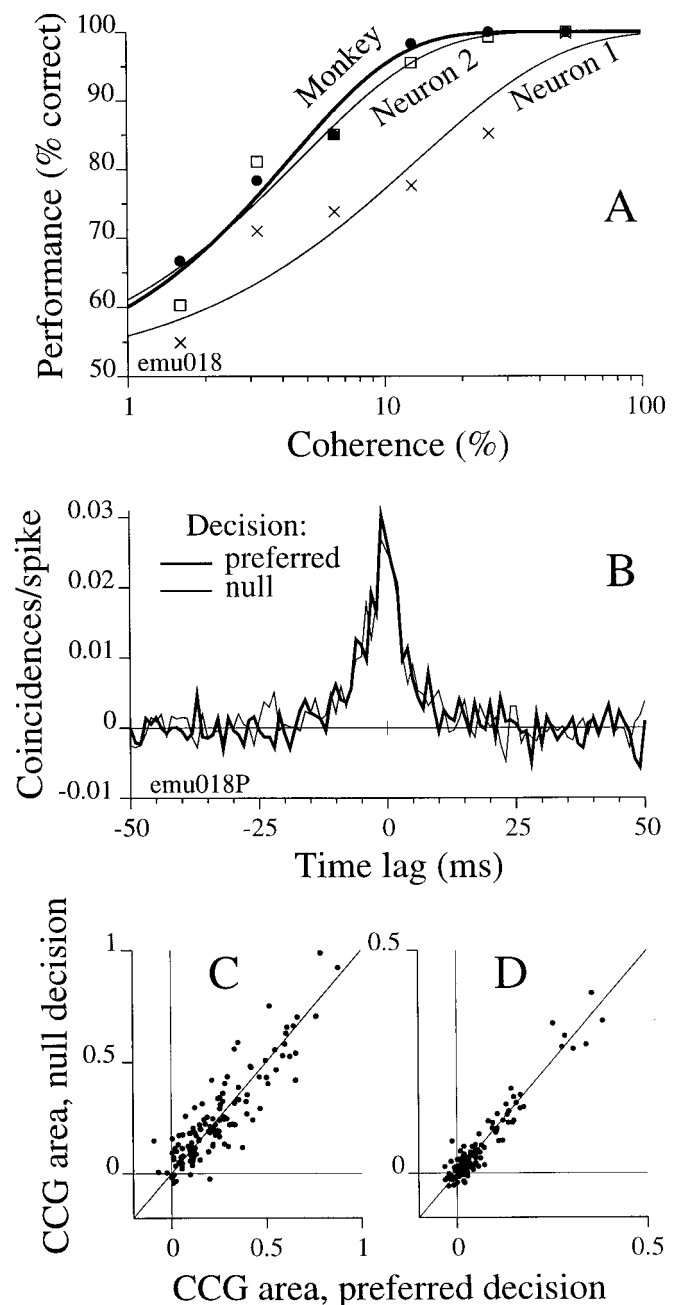 100
90
80
70
60
50
Performance (% correct)
Monkey
Neuron 2
Neuron 1
A
emu018
1
10
100
Coherence (%)
0.03
0.02
0.01
0
-0.01
Coincidences/spike
Decision:
preferred
null
B
emu018P
-50
-25
0
25
50
Time lag (ms)
CCG area, null decision
1
0.5
0
C
0
0.5
1
0.5
0
D
0
0.5
CCG area, preferred decision